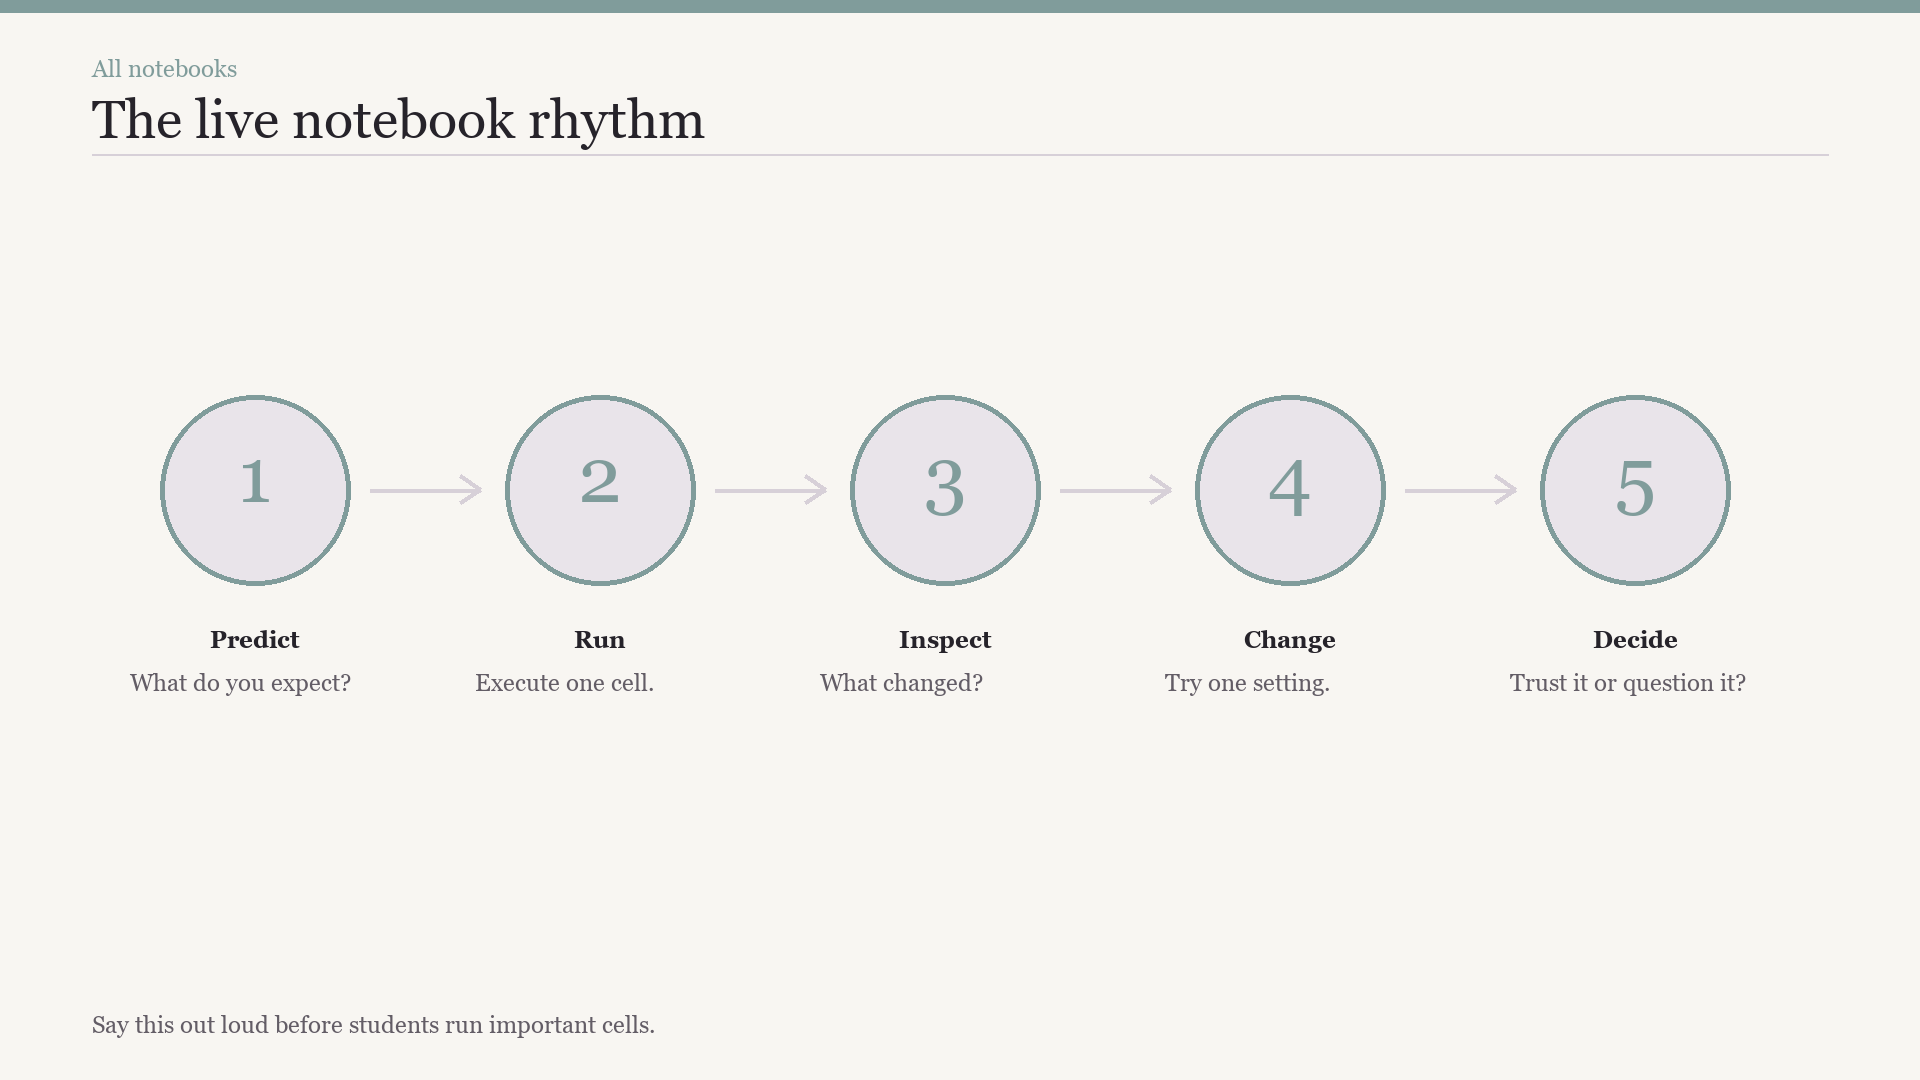 All notebooks
The live notebook rhythm
1 2 3 4 5
Predict Run Inspect Change Decide
What do you expect? Execute one cell. What changed? Try one setting. Trust it or question it?
Say this out loud before students run important cells.